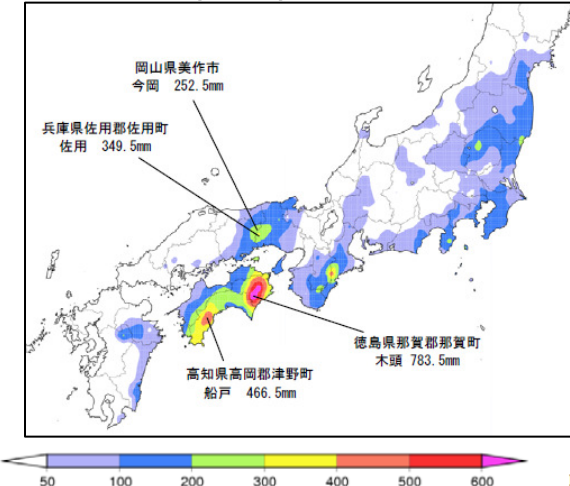 岡山県美作市
今岡 252.5mm
兵庫県佐用郡佐用町
佐用 349.5mm
徳島県那賀郡那賀町
木頭 783.5mm
高知県高岡郡津野町
船戸 466.5mm
50 100 200 300 400 500 600